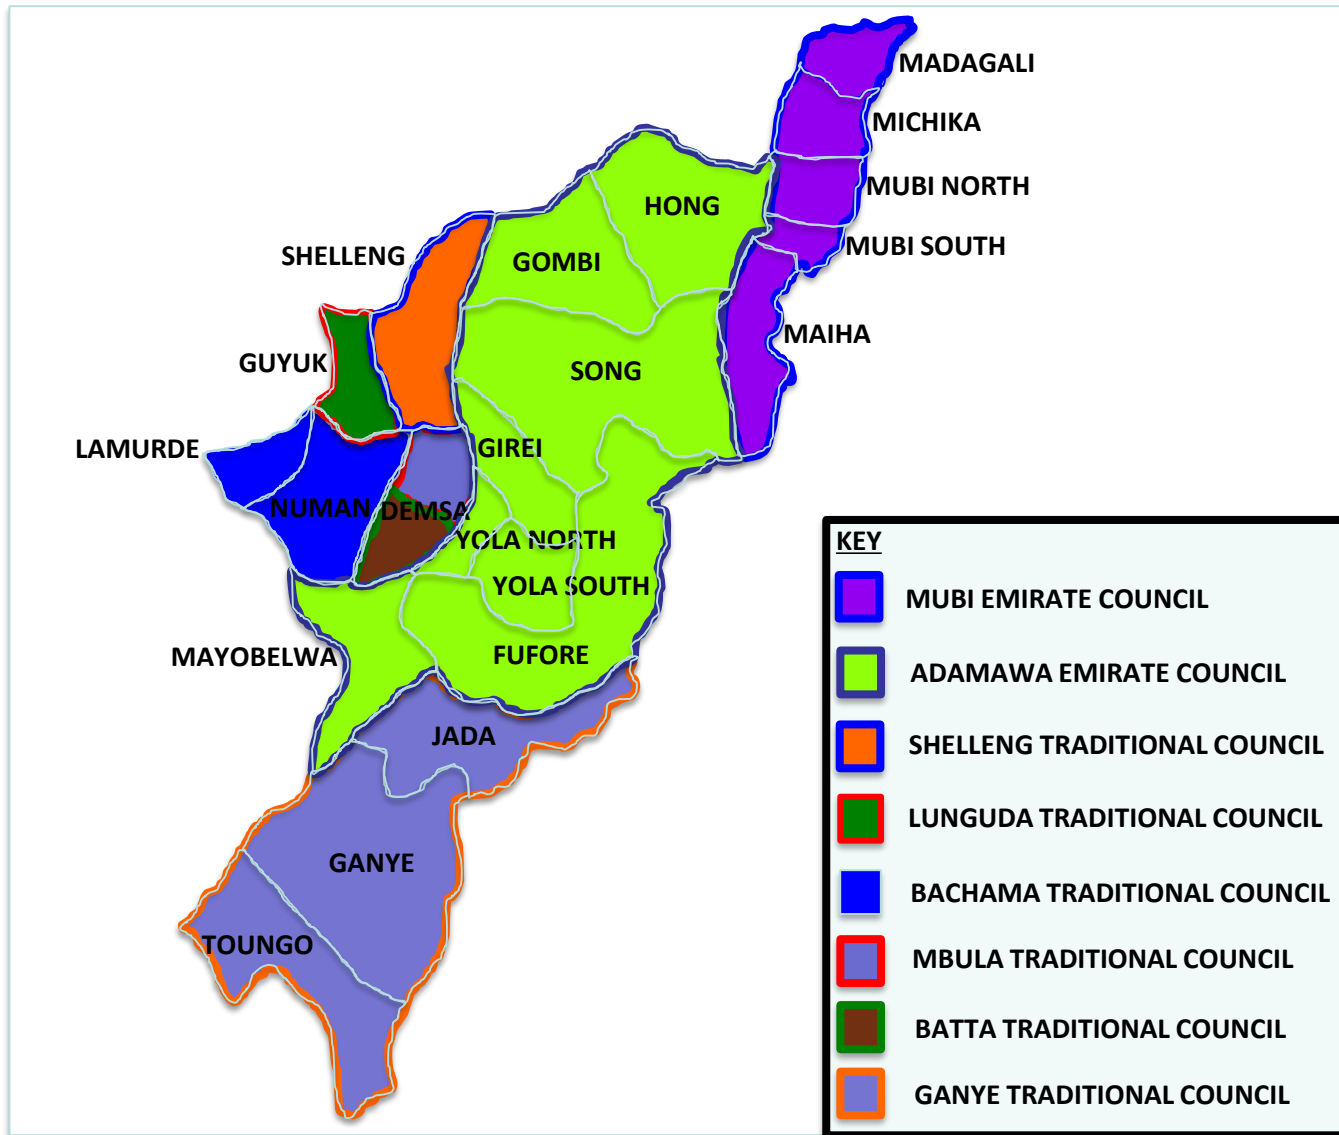 MADAGALI
MICHIKA
MUBI NORTH
HONG
MUBI SOUTH
SHELLENG
GOMBI
MAIHA
GUYUK
SONG
LAMURDE
GIREI
NUMAN
DEMSA
YOLA NORTH
YOLA SOUTH
MAYOBELWA
FUFORE
JADA
GANYE
TOUNGO
KEY
MUBI EMIRATE COUNCIL
ADAMAWA EMIRATE COUNCIL
SHELLENG TRADITIONAL COUNCIL
LUNGUDA TRADITIONAL COUNCIL
BACHAMA TRADITIONAL COUNCIL
MBULA TRADITIONAL COUNCIL
BATTA TRADITIONAL COUNCIL
GANYE TRADITIONAL COUNCIL